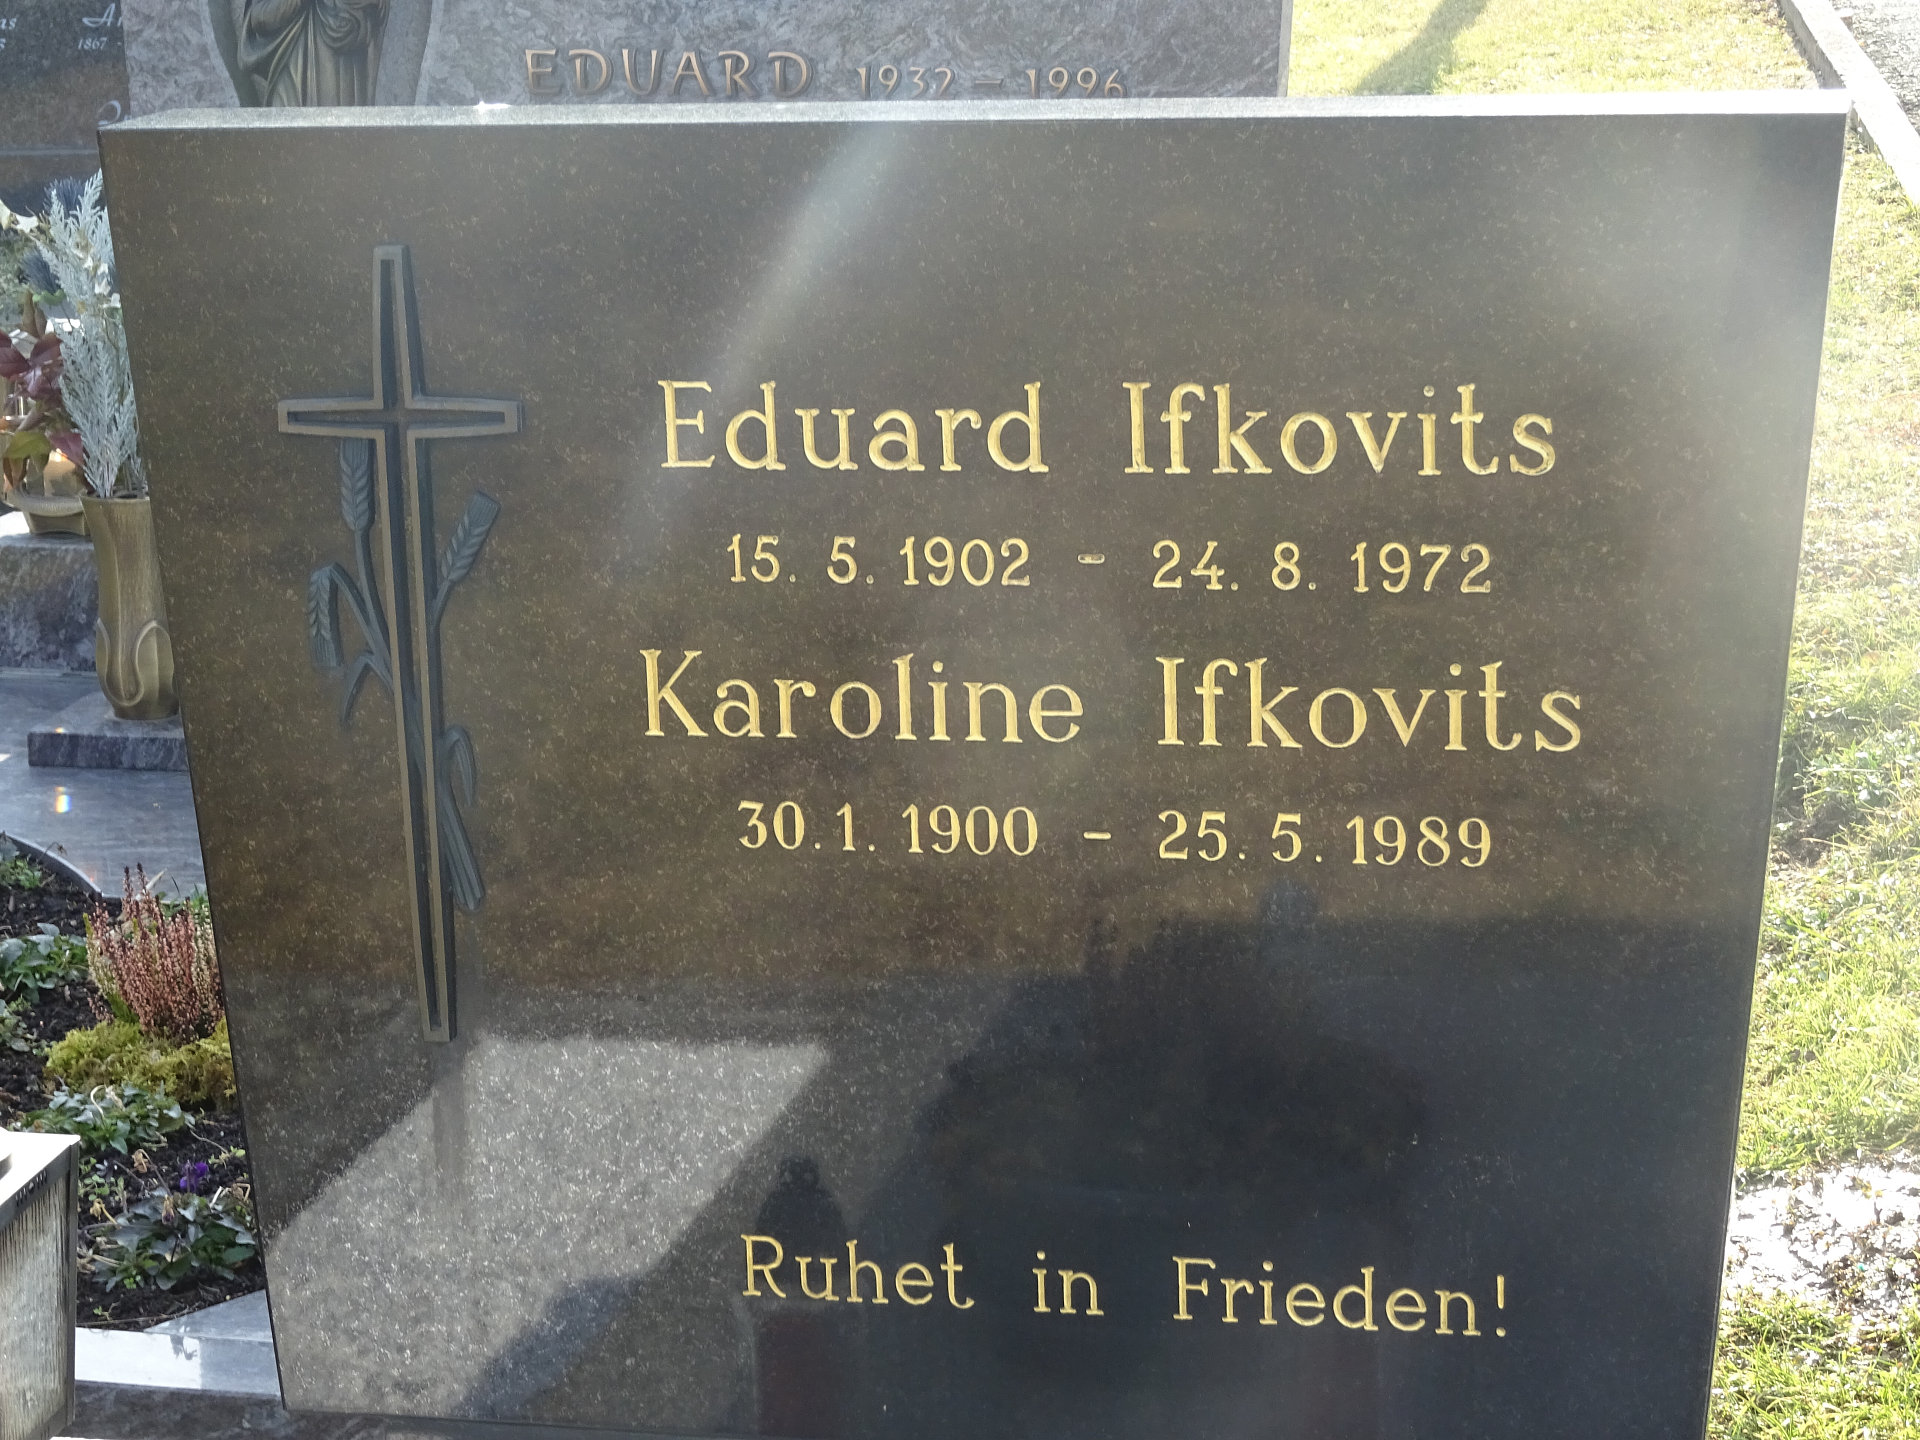 1867 -
EDUARD 1932 – 1996
Eduard Ifkovits
15. 5. 1902 - 24. 8. 1972
Karoline Ifkovits
30. 1. 1900 – 25. 5. 1989
Ruhet in Frieden!